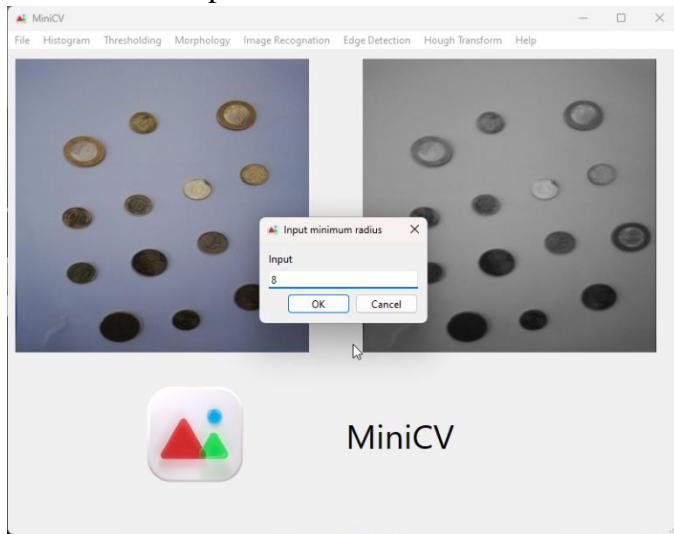 MiniCV
File Histogram Thresholding Morphology Image Recognation Edge Detection Hough Transform Help
Input minimum radius
Input
8
OK Cancel
MiniCV